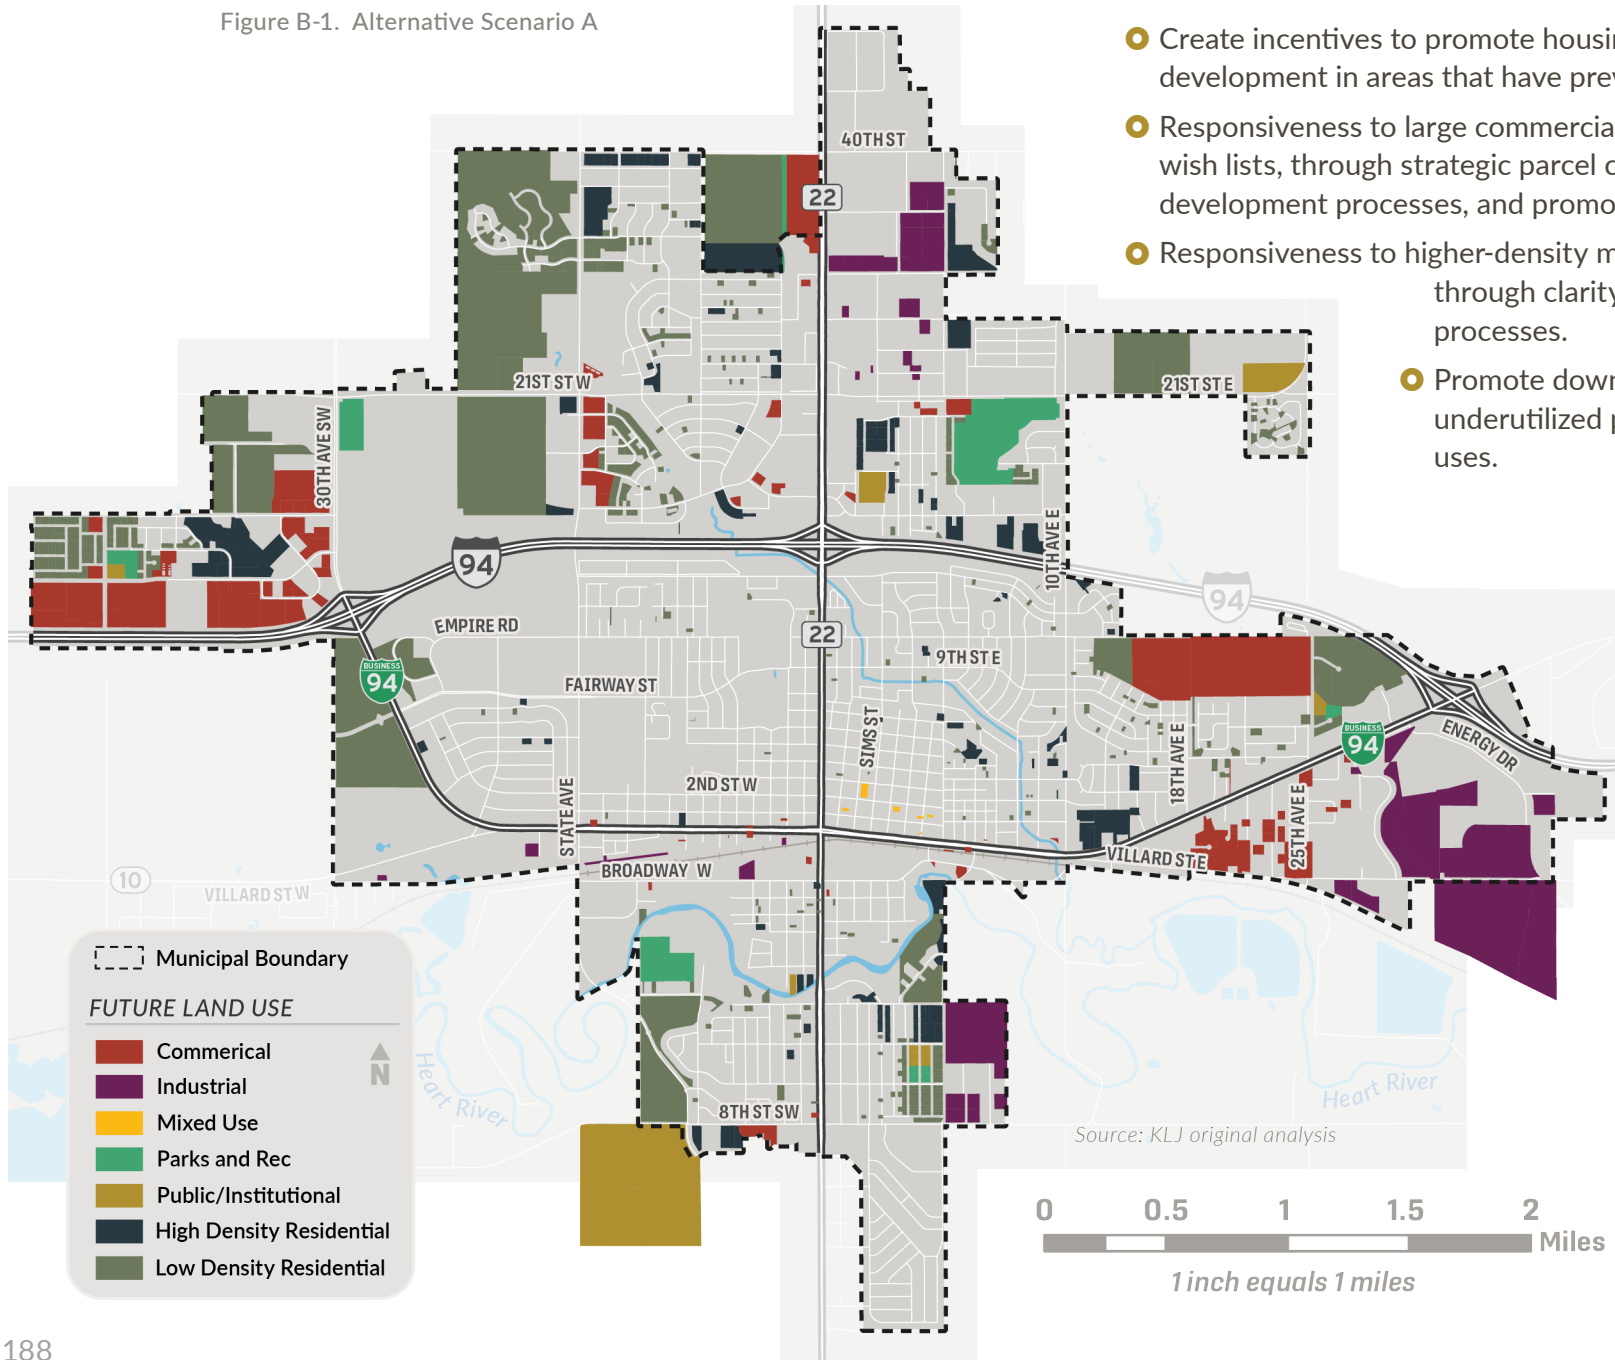 Figure B-1. Alternative Scenario A
Create incentives to promote housin
development in areas that have prev
Responsiveness to large commercia
wish lists, through strategic parcel c
development processes, and promo
Responsiveness to higher-density m
through clarity
processes.
Promote down
underutilized p
uses.
40TH ST
22
21ST ST W
21ST ST E
30TH AVE SW
10TH AVE E
94
94
EMPIRE RD
22
9TH ST E
BUSINESS
94
FAIRWAY ST
SIMS ST
18TH AVE E
BUSINESS
94
ENERGY DR
2ND ST W
STATE AVE
25TH AVE E
VILLARD ST E
BROADWAY W
10
VILLARD ST W
Municipal Boundary
FUTURE LAND USE
Commerical
Industrial
Mixed Use
Parks and Rec
Public/Institutional
High Density Residential
Low Density Residential
N
Heart River
Heart River
8TH ST SW
Source: KLJ original analysis
0 0.5 1 1.5 2
Miles
1 inch equals 1 miles
188